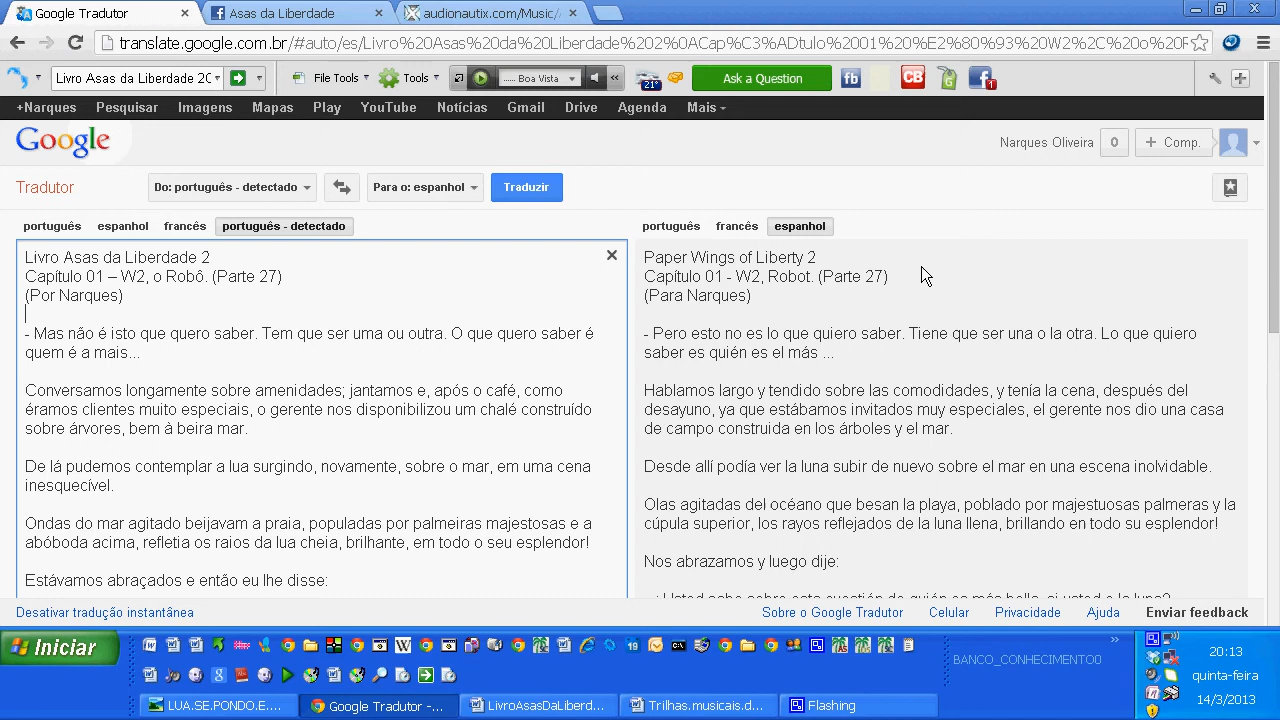 Google Tradutor
Asas da Liberdade
audionautix.com/Music/
translate.google.com.br/#auto/es/Livro%20Asas%20da%20Liberdade%202%0ACap%C3%ADtulo%2001%20%E2%80%93%20W2%2C%20o%20R
Livro Asas da Liberdade 2C
File Tools
Tools
..... Boa Vista
21°
Ask a Question
fb
CB
1
+Narques Pesquisar Imagens Mapas Play YouTube Notícias Gmail Drive Agenda Mais
Google
Narques Oliveira 0 + Comp.
Tradutor
Do: português - detectado
Para o: espanhol
Traduzir
português espanhol francês português - detectado
português francês espanhol
Livro Asas da Liberdade 2
Capítulo 01 – W2, o Robô. (Parte 27)
(Por Narques)
- Mas não é isto que quero saber. Tem que ser uma ou outra. O que quero saber é
quem é a mais...
Conversamos longamente sobre amenidades; jantamos e, após o café, como
éramos clientes muito especiais, o gerente nos disponibilizou um chalé construído
sobre árvores, bem à beira mar.
De lá pudemos contemplar a lua surgindo, novamente, sobre o mar, em uma cena
inesquecível.
Ondas do mar agitado beijavam a praia, populadas por palmeiras majestosas e a
abóboda acima, refletia os raios da lua cheia, brilhante, em todo o seu esplendor!
Estávamos abraçados e então eu lhe disse:
Paper Wings of Liberty 2
Capítulo 01 - W2, Robot. (Parte 27)
(Para Narques)
- Pero esto no es lo que quiero saber. Tiene que ser una o la otra. Lo que quiero
saber es quién es el más ...
Hablamos largo y tendido sobre las comodidades, y tenía la cena, después del
desayuno, ya que estábamos invitados muy especiales, el gerente nos dio una casa
de campo construida en los árboles y el mar.
Desde allí podía ver la luna subir de nuevo sobre el mar en una escena inolvidable.
Olas agitadas del océano que besan la playa, poblado por majestuosas palmeras y la
cúpula superior, los rayos reflejados de la luna llena, brillando en todo su esplendor!
Nos abrazamos y luego dije:
Desativar tradução instantânea
Sobre o Google Tradutor Celular Privacidade Ajuda Enviar feedback
Iniciar
19
BANCO_CONHECIMENTO0
20:13
quinta-feira
14/3/2013
LUA.SE.PONDO.E....
Google Tradutor -...
LivroAsasDaLiberd...
Trilhas.musicais.d...
Flashing